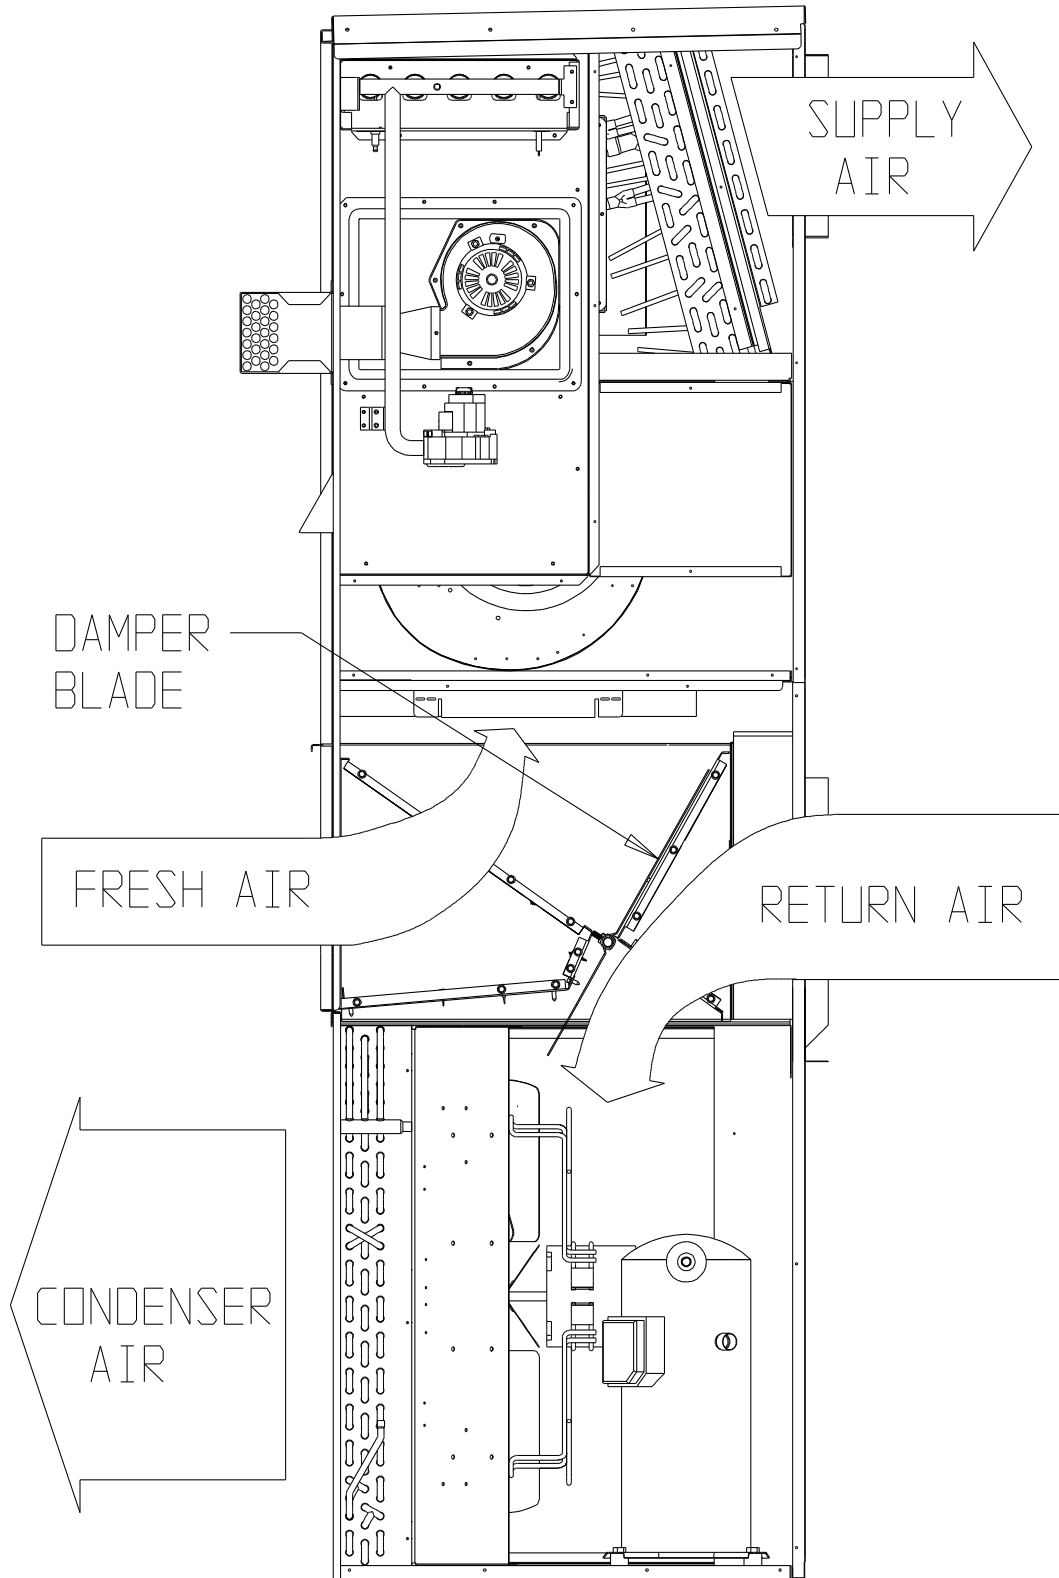 SUPPLY
AIR
DAMPER
BLADE
FRESH AIR
RETURN AIR
CONDENSER
AIR